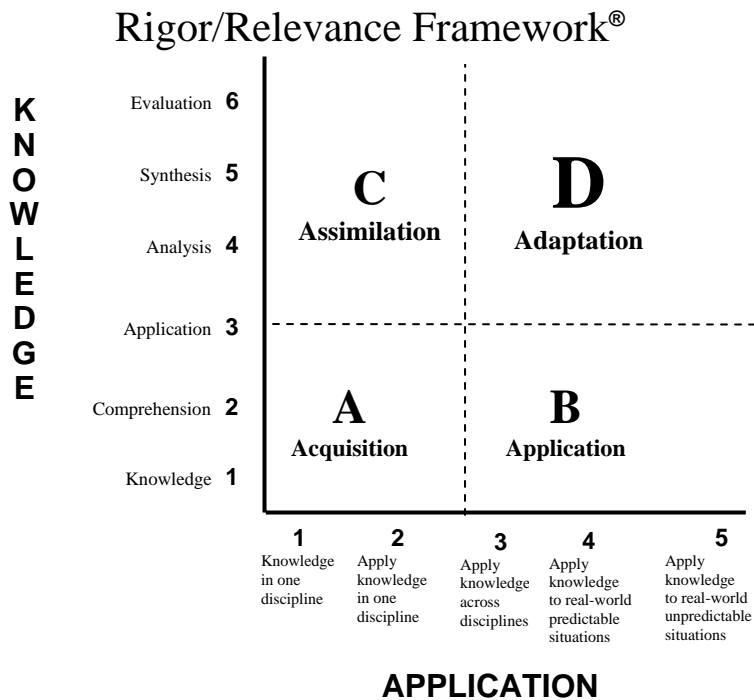 Rigor/Relevance Framework®
K
N
O
W
L
E
D
G
E
Evaluation 6
Synthesis 5
Analysis 4
Application 3
Comprehension 2
Knowledge 1
C
Assimilation
D
Adaptation
A
Acquisition
B
Application
1
Knowledge
in one
discipline
2
Apply
knowledge
in one
discipline
3
Apply
knowledge
across
disciplines
4
Apply
knowledge
to real-world
predictable
situations
5
Apply
knowledge
to real-world
unpredictable
situations
APPLICATION